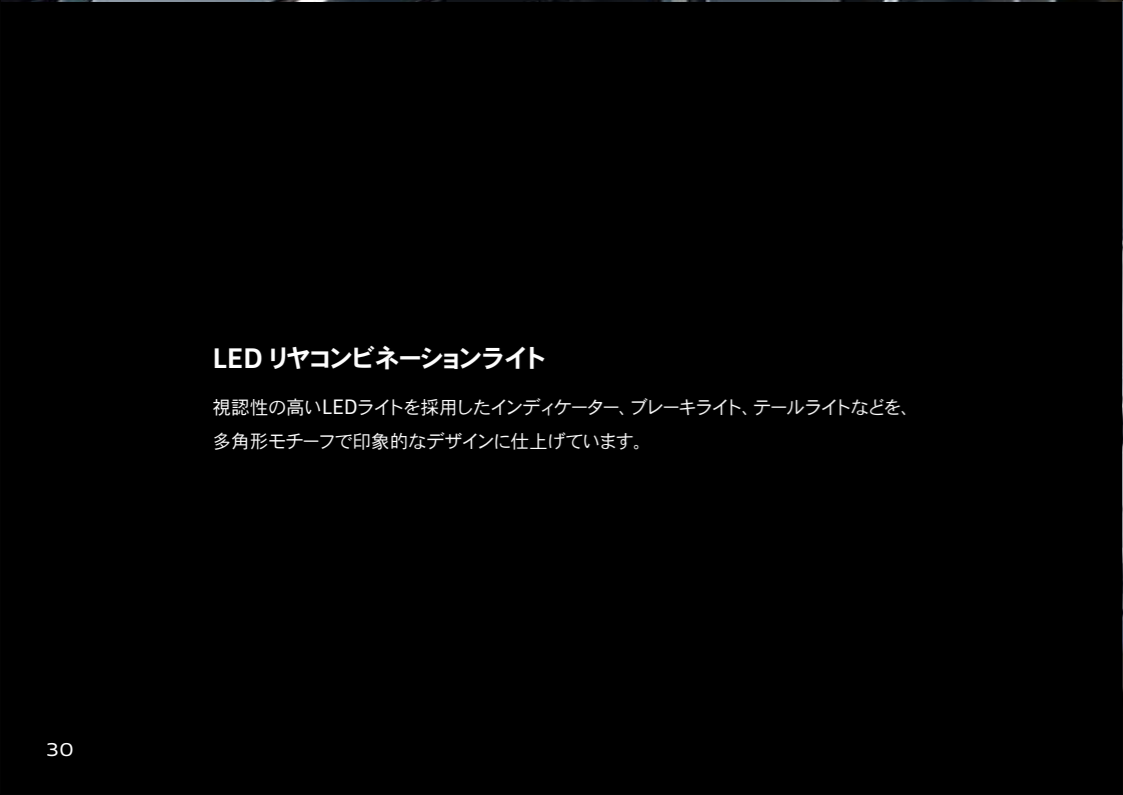 LED リヤコンビネーションライト
視認性の高いLEDライトを採用したインディケーター、ブレーキライト、テールライトなどを、
多角形モチーフで印象的なデザインに仕上げています。
30